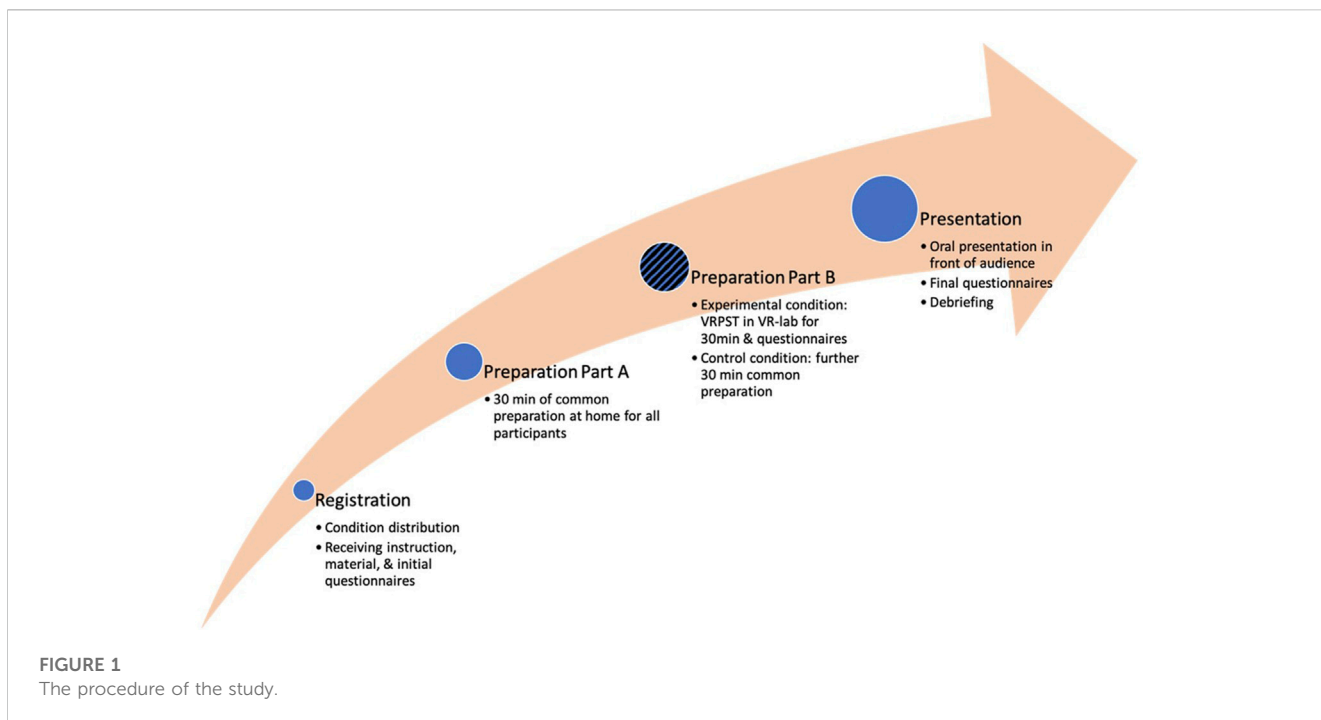 Presentation
• Oral presentation in
front of audience
• Final questionnaires
• Debriefing
Preparation Part B
• Experimental condition:
VRPST in VR-lab for
30min & questionnaires
• Control condition: further
30 min common
preparation
Preparation Part A
• 30 min of common
preparation at home for all
participants
Registration
• Condition distribution
• Receiving instruction,
material, & initial
questionnaires
FIGURE 1
The procedure of the study.